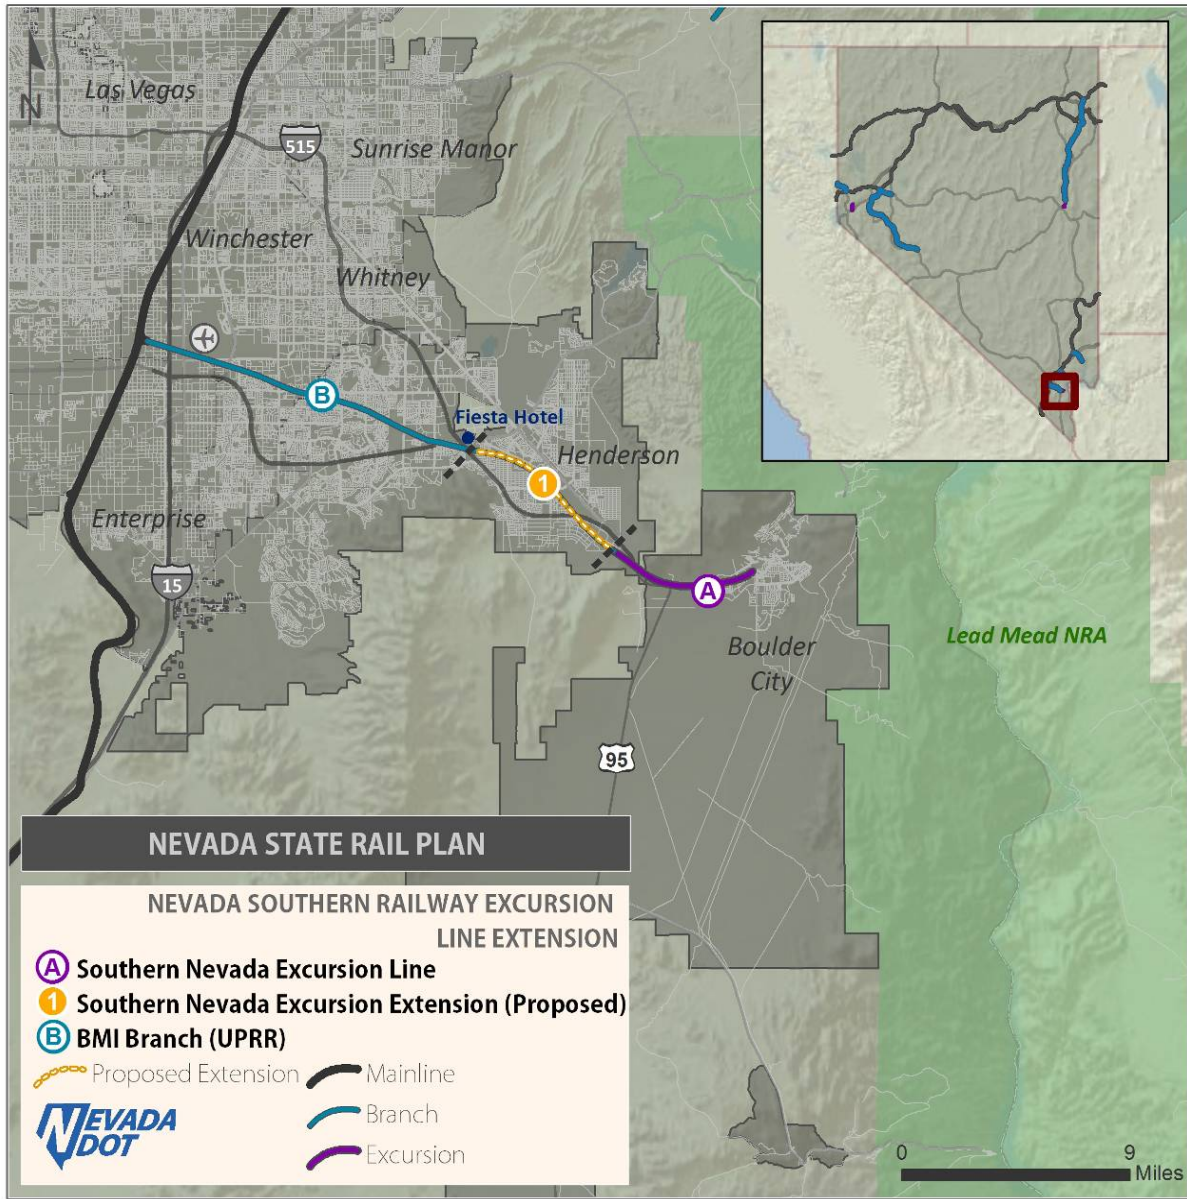 Las Vegas
N
515
Sunrise Manor
Winchester
Whitney
B
Fiesta Hotel
Henderson
1
Enterprise
15
A
Lead Mead NRA
Boulder
City
95
NEVADA STATE RAIL PLAN
NEVADA SOUTHERN RAILWAY EXCURSION
LINE EXTENSION
A Southern Nevada Excursion Line
1 Southern Nevada Excursion Extension (Proposed)
B BMI Branch (UPRR)
Proposed Extension Mainline
Branch
Excursion
NEVADA
DOT
0 9
Miles